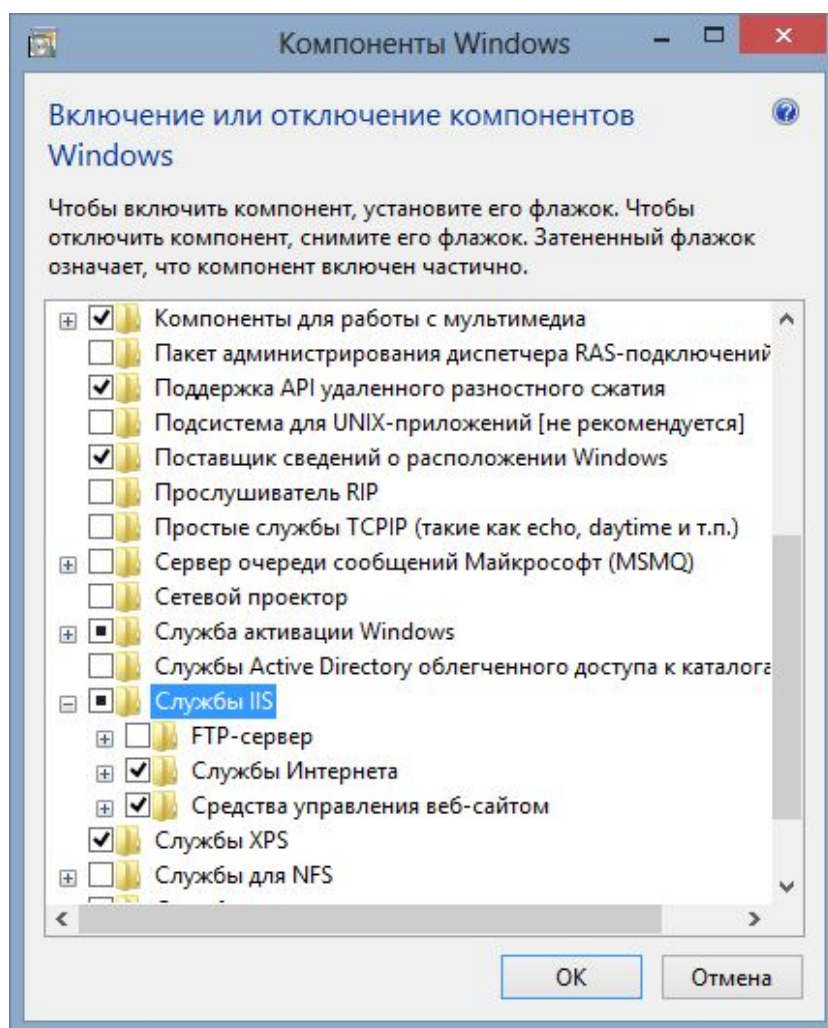 Компоненты Windows
Включение или отключение компонентов
Windows
Чтобы включить компонент, установите его флажок. Чтобы
отключить компонент, снимите его флажок. Затененный флажок
означает, что компонент включен частично.
Компоненты для работы с мультимедиа
Пакет администрирования диспетчера RAS-подключений
Поддержка API удаленного разностного сжатия
Подсистема для UNIX-приложений [не рекомендуется]
Поставщик сведений о расположении Windows
Прослушиватель RIP
Простые службы TCPIP (такие как echo, daytime и т.п.)
Сервер очереди сообщений Майкрософт (MSMQ)
Сетевой проектор
Служба активации Windows
Службы Active Directory облегченного доступа к каталога
Службы IIS
FTP-сервер
Службы Интернета
Средства управления веб-сайтом
Службы XPS
Службы для NFS
ОК
Отмена